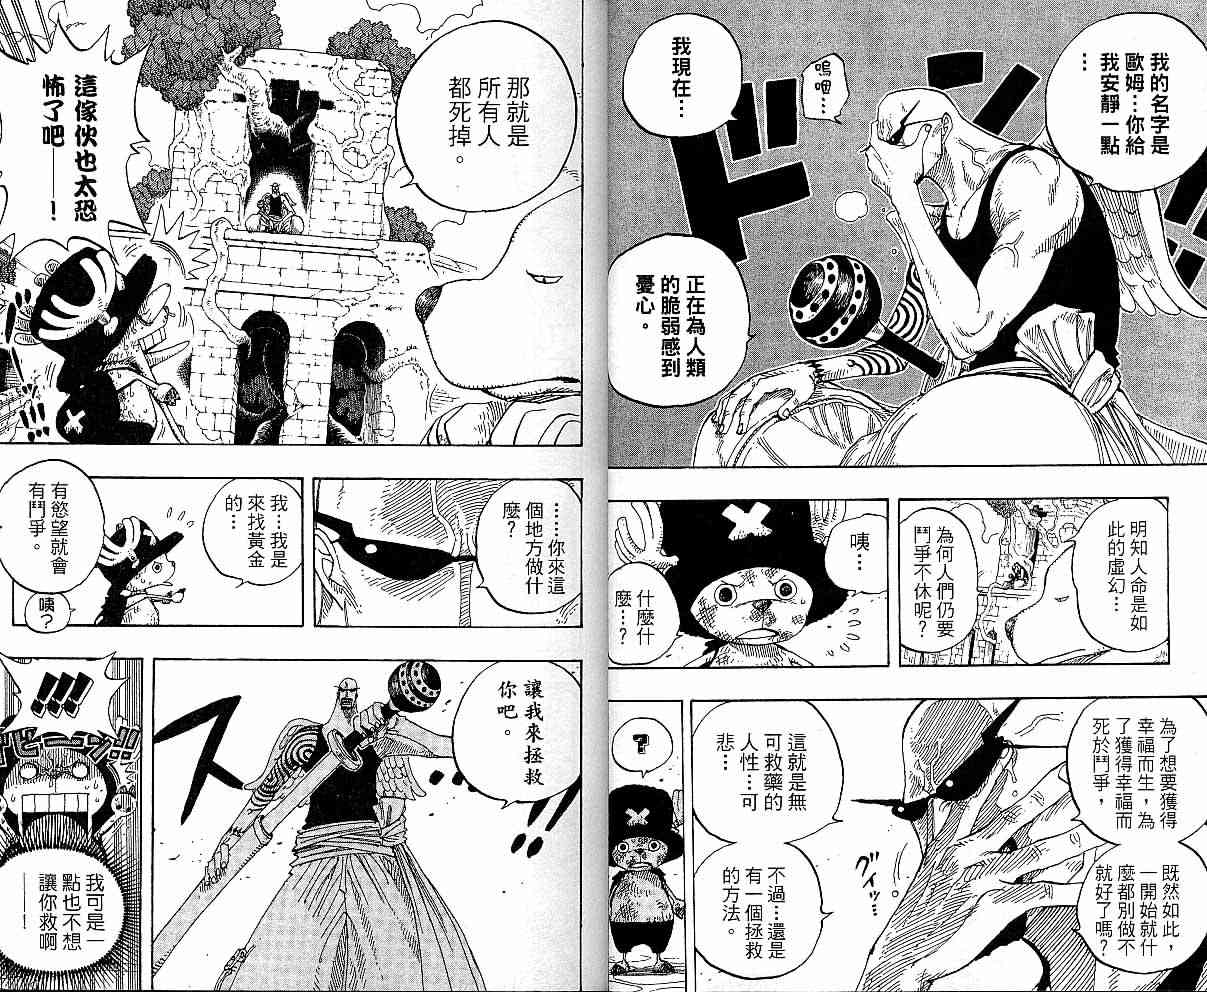 我的名字是
歐姆…你給
我安靜一點
…
ドン
嗚咿…
我現在…
正在為人類
的脆弱感到
憂心。
明知人命是如
此的虛幻…
為何人們仍要
鬥爭不休呢?
咦…
什麼什
麼…?
為了想要獲得
幸福而生,為
了獲得幸福而
死於鬥爭,
既然如此,
一開始就什
麼都別做不
就好了嗎?
グイッ…
這就是無
可救藥的
人性…可
悲…
不過…還是
有一個拯救
的方法。
?
那就是
所有人
都死掉。
這傢伙也太恐
怖了吧——!
!!!
!!!
……你來這
個地方做什
麼?
我…我是
來找黃金
的…
有慾望就會
有鬥爭。
咦?
讓我來拯救
你吧。
ヌッ!!
!!!
我可是一
點也不想
讓你救啊
——